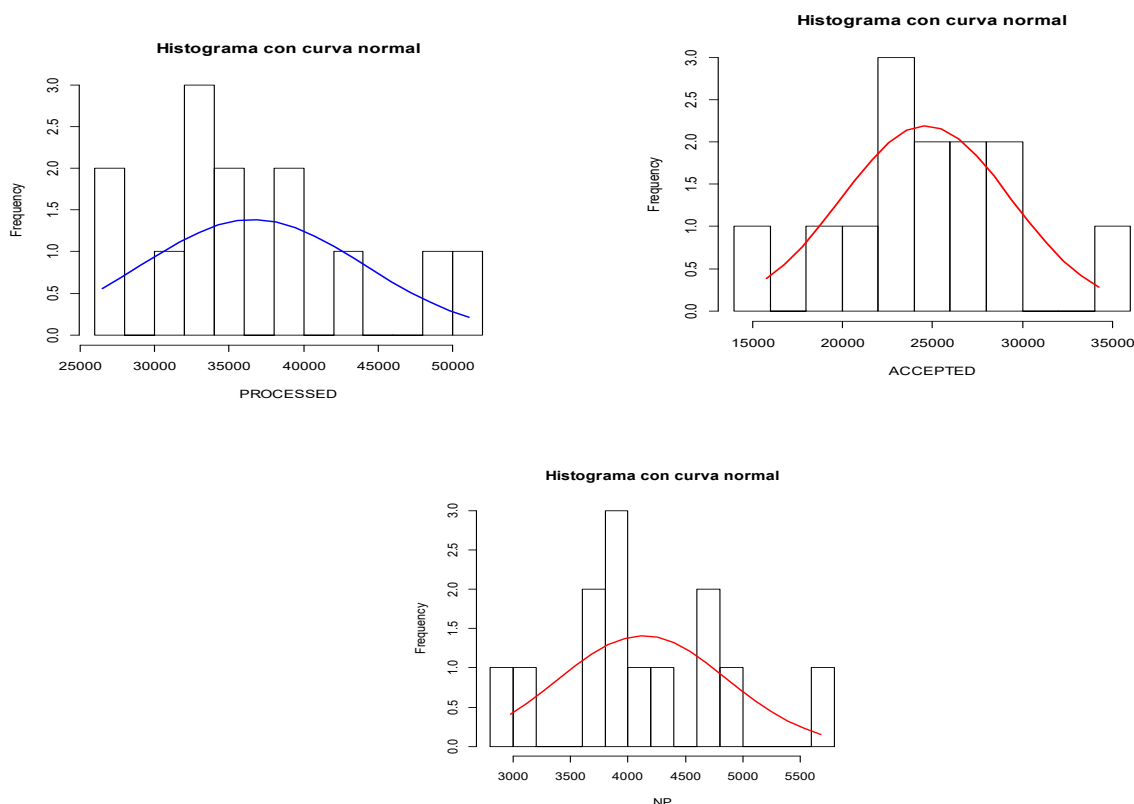 Histograma con curva normal
Frequency
0.0 0.5 1.0 1.5 2.0 2.5 3.0
25000 30000 35000 40000 45000 50000
PROCESSED
Histograma con curva normal
Frequency
0.0 0.5 1.0 1.5 2.0 2.5 3.0
15000 20000 25000 30000 35000
ACCEPTED
Histograma con curva normal
Frequency
0.0 0.5 1.0 1.5 2.0 2.5 3.0
3000 3500 4000 4500 5000 5500
NP